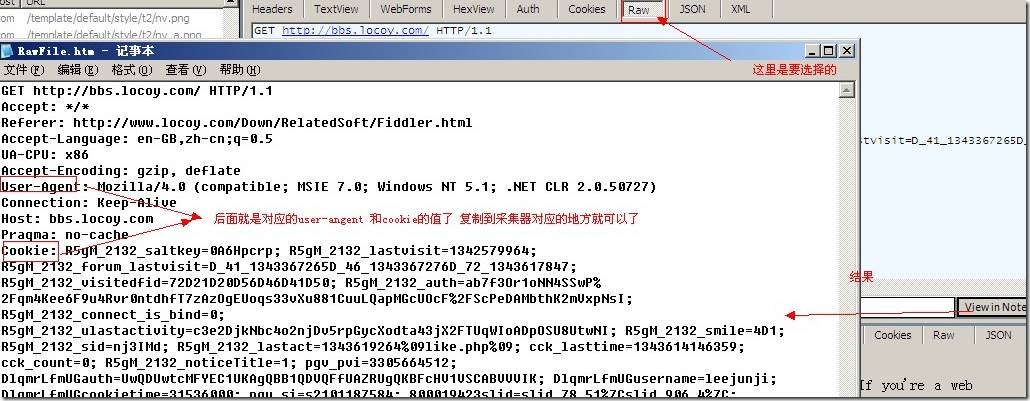 URL
Headers TextView WebForms HexView Auth Cookies Raw JSON XML
om /template/default/style/t2/nv.png
/template/default/style/t2/nv_a.png
GET http://bbs.locoy.com/ HTTP/1.1
RawFile.htm - 记事本
文件(F) 编辑(E) 格式(O) 查看(V) 帮助(H)
这里是要选择的
GET http://bbs.locoy.com/ HTTP/1.1
Accept: */*
Referer: http://www.locoy.com/Down/RelatedSoft/Fiddler.html
Accept-Language: en-GB,zh-cn;q=0.5
UA-CPU: x86
Accept-Encoding: gzip, deflate
User-Agent: Mozilla/4.0 (compatible; MSIE 7.0; Windows NT 5.1; .NET CLR 2.0.50727)
Connection: Keep-Alive
Host: bbs.locoy.com
Pragma: no-cache
后面就是对应的user-angent 和cookie的值了 复制到采集器对应的地方就可以了
stvisit=D_41_1343367265D_
Cookie: R5gM_2132_saltkey=0A6Hpcrp; R5gM_2132_lastvisit=1342579964;
R5gM_2132_forum_lastvisit=D_41_1343367265D_46_1343367276D_72_1343617847;
R5gM_2132_visitedfid=72D21D20D56D46D41D50; R5gM_2132_auth=ab7f3Or1oNN4SSwP%
2Fqm4Kee6F9u4Rvr0ntdhfT7zAzOgEUoqs33vXu881CuuLQapMGcUOcF%2FScPeDAMbthK2mVxpNsI;
R5gM_2132_connect_is_bind=0;
R5gM_2132_ulastactivity=c3e2DjkNbc4o2njDv5rpGycXodta43jX2FTUqWIoADpOSU8UtwNI; R5gM_2132_smile=4D1;
R5gM_2132_sid=nj3IMd; R5gM_2132_lastact=1343619264%09like.php%09; cck_lasttime=1343614146359;
cck_count=0; R5gM_2132_noticeTitle=1; pgv_pvi=3305664512;
DlqmrLfmUGauth=UwQDUwtcMFYEC1UKAgQBB1QDVQFfUAZRUgQKBFcHV1VSCABVVVIK; DlqmrLfmUGusername=leejunji;
DlqmrLfmUGcookietime=31536000; pgv_si=2101187584; 800019423slid=slid_78_51%7Cslid_906_4%7C;
结果
View in Note
Cookies Raw JSON
If you're a web